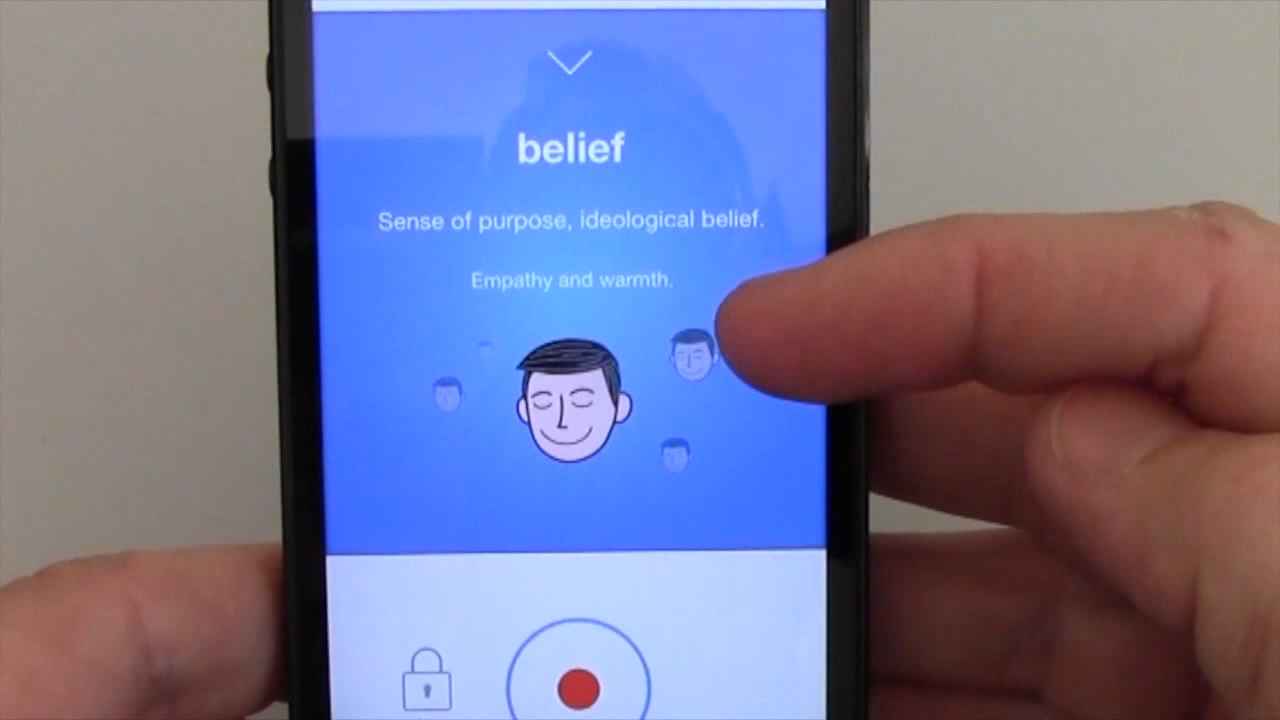 belief
Sense of purpose, ideological belief.
Empathy and warmth.